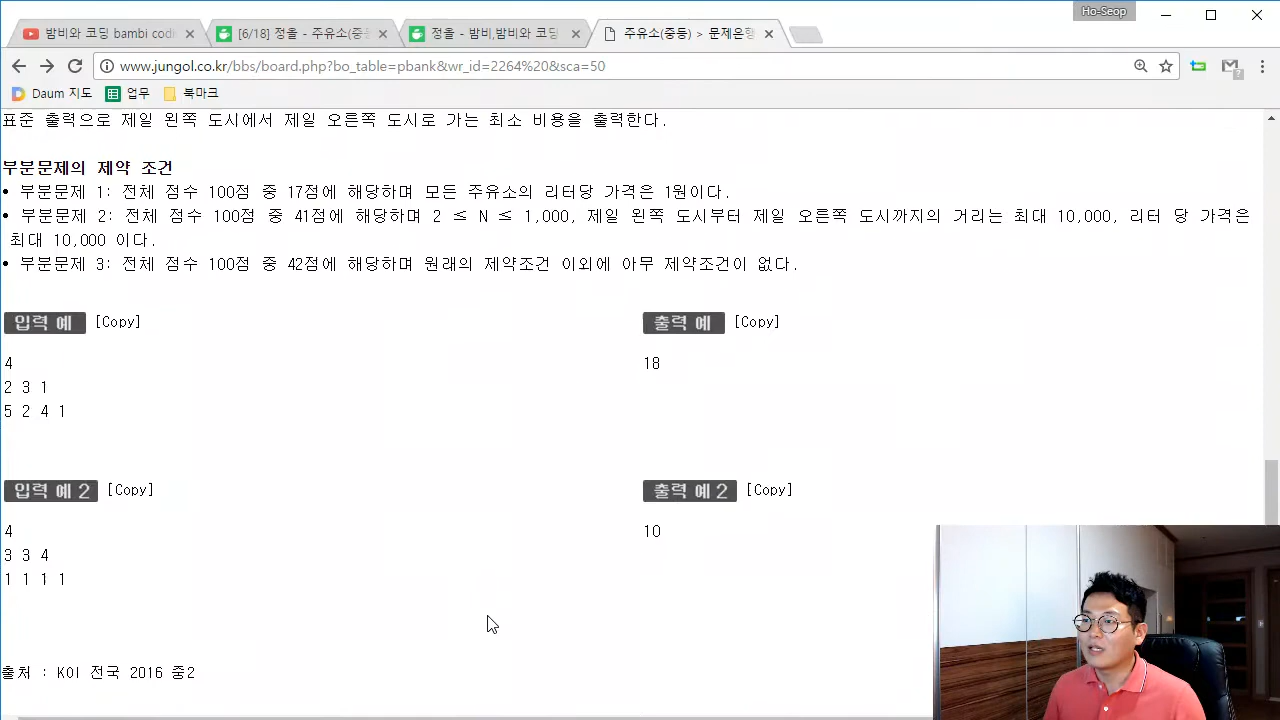 Ho-Seop
밤비와 코딩 bambi codi
[6/18] 정올 - 주유소(중등
정올 - 밤비,밤비와 코딩
주유소(중등) > 문제은행
www.jungol.co.kr/bbs/board.php?bo_table=pbank&wr_id=2264%20&sca=50
Daum 지도 업무 북마크
표준 출력으로 제일 왼쪽 도시에서 제일 오른쪽 도시로 가는 최소 비용을 출력한다.
부분문제의 제약 조건
• 부분문제 1: 전체 점수 100점 중 17점에 해당하며 모든 주유소의 리터당 가격은 1원이다.
• 부분문제 2: 전체 점수 100점 중 41점에 해당하며 2 ≤ N ≤ 1,000, 제일 왼쪽 도시부터 제일 오른쪽 도시까지의 거리는 최대 10,000, 리터 당 가격은
최대 10,000 이다.
• 부분문제 3: 전체 점수 100점 중 42점에 해당하며 원래의 제약조건 이외에 아무 제약조건이 없다.
입력 예 [Copy]
4
2 3 1
5 2 4 1
출력 예 [Copy]
18
입력 예 2 [Copy]
4
3 3 4
1 1 1 1
출력 예 2 [Copy]
10
출처 : KOI 전국 2016 중2